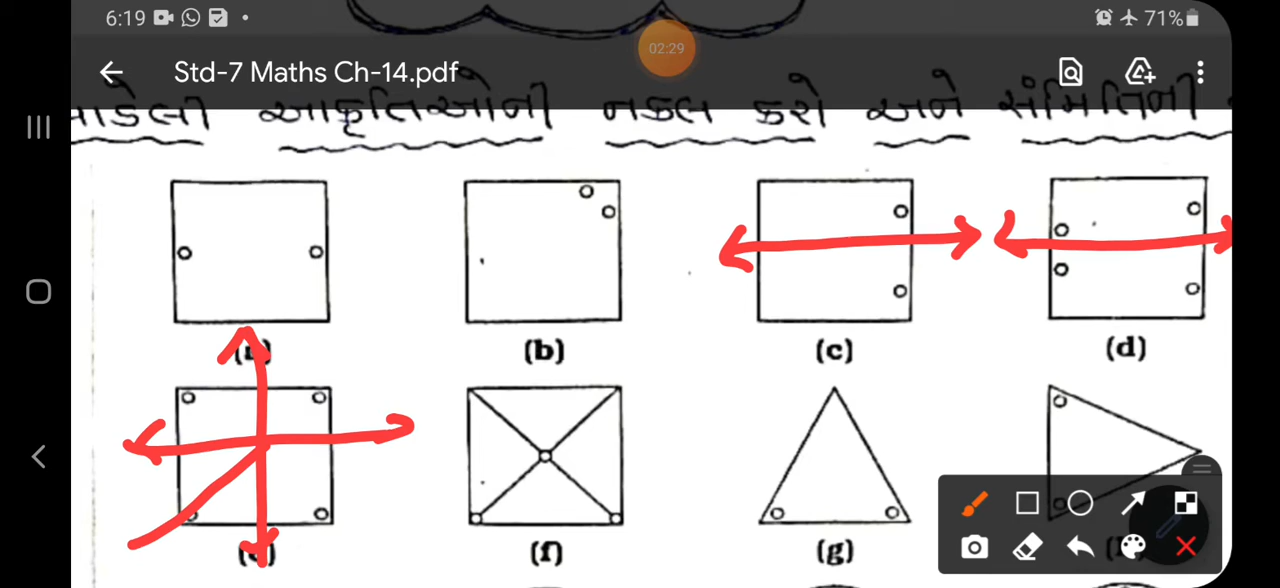 6:19 71%
02:29
Std-7 Maths Ch-14.pdf
આકૃતિઓની નકલ કરો અને સંમિતિની
(b) (c) (d)
(f) (g)